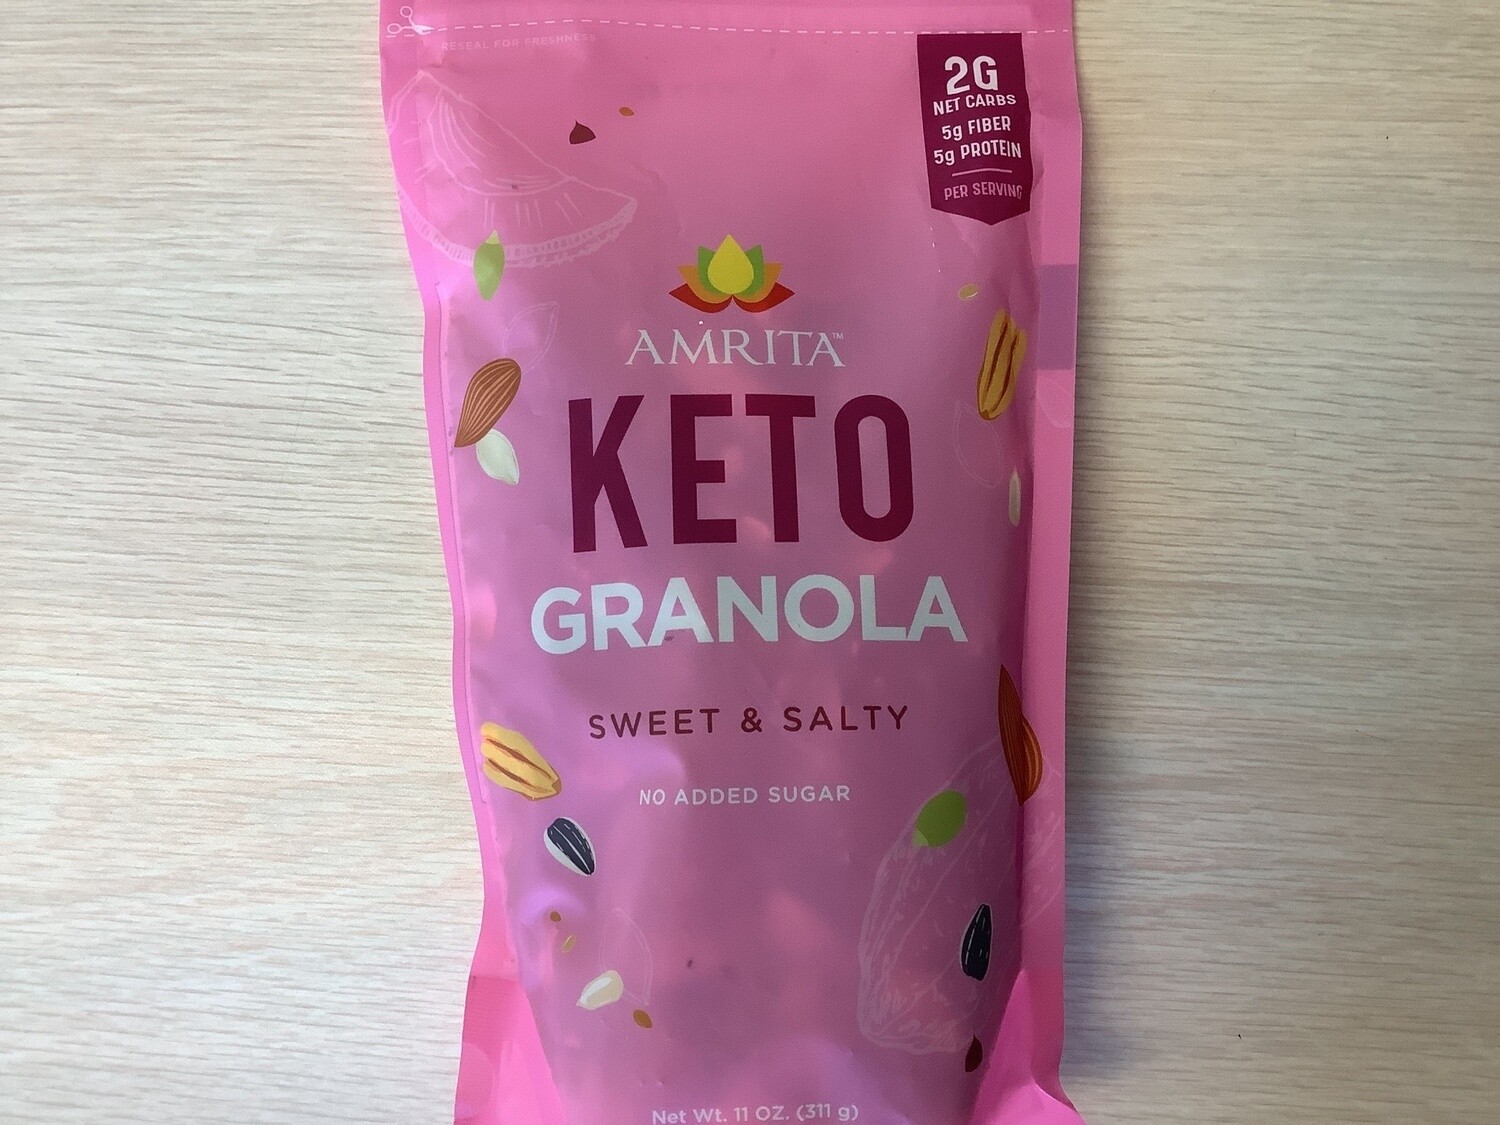 RESEAL FOR FRESHNESS
2G
NET CARBS
5g FIBER
5g PROTEIN
PER SERVING
AMRITA™
KETO
GRANOLA
SWEET & SALTY
NO ADDED SUGAR
Net Wt. 11 OZ. (311 g)